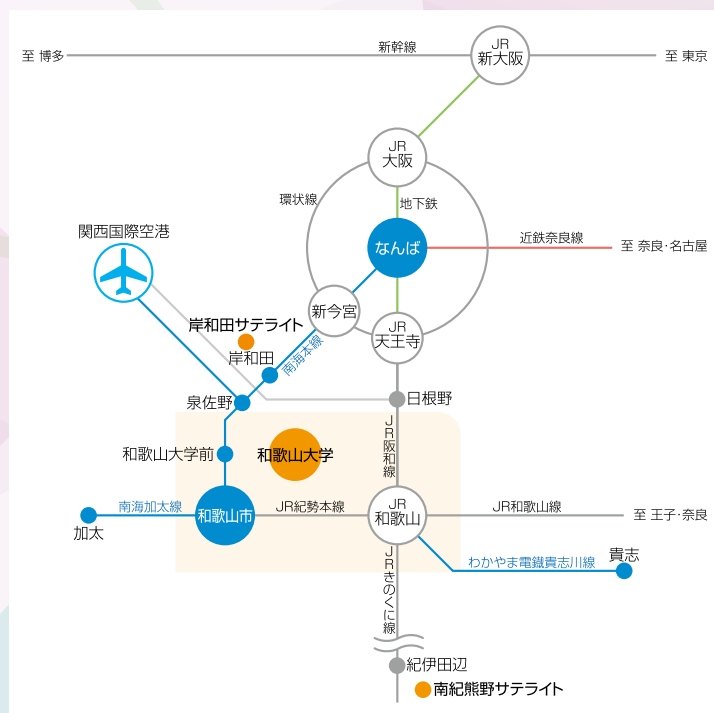 至 博多
新幹線
JR
新大阪
至 東京
JR
大阪
環状線
地下鉄
なんば
近鉄奈良線
至 奈良・名古屋
関西国際空港
新今宮
JR
天王寺
岸和田サテライト
岸和田
南海本線
泉佐野
日根野
JR阪和線
和歌山大学前
和歌山大学
南海加太線
加太
和歌山市
JR紀勢本線
JR
和歌山
JR和歌山線
至 王子・奈良
わかやま電鐵貴志川線
貴志
JRきのくに線
紀伊田辺
南紀熊野サテライト